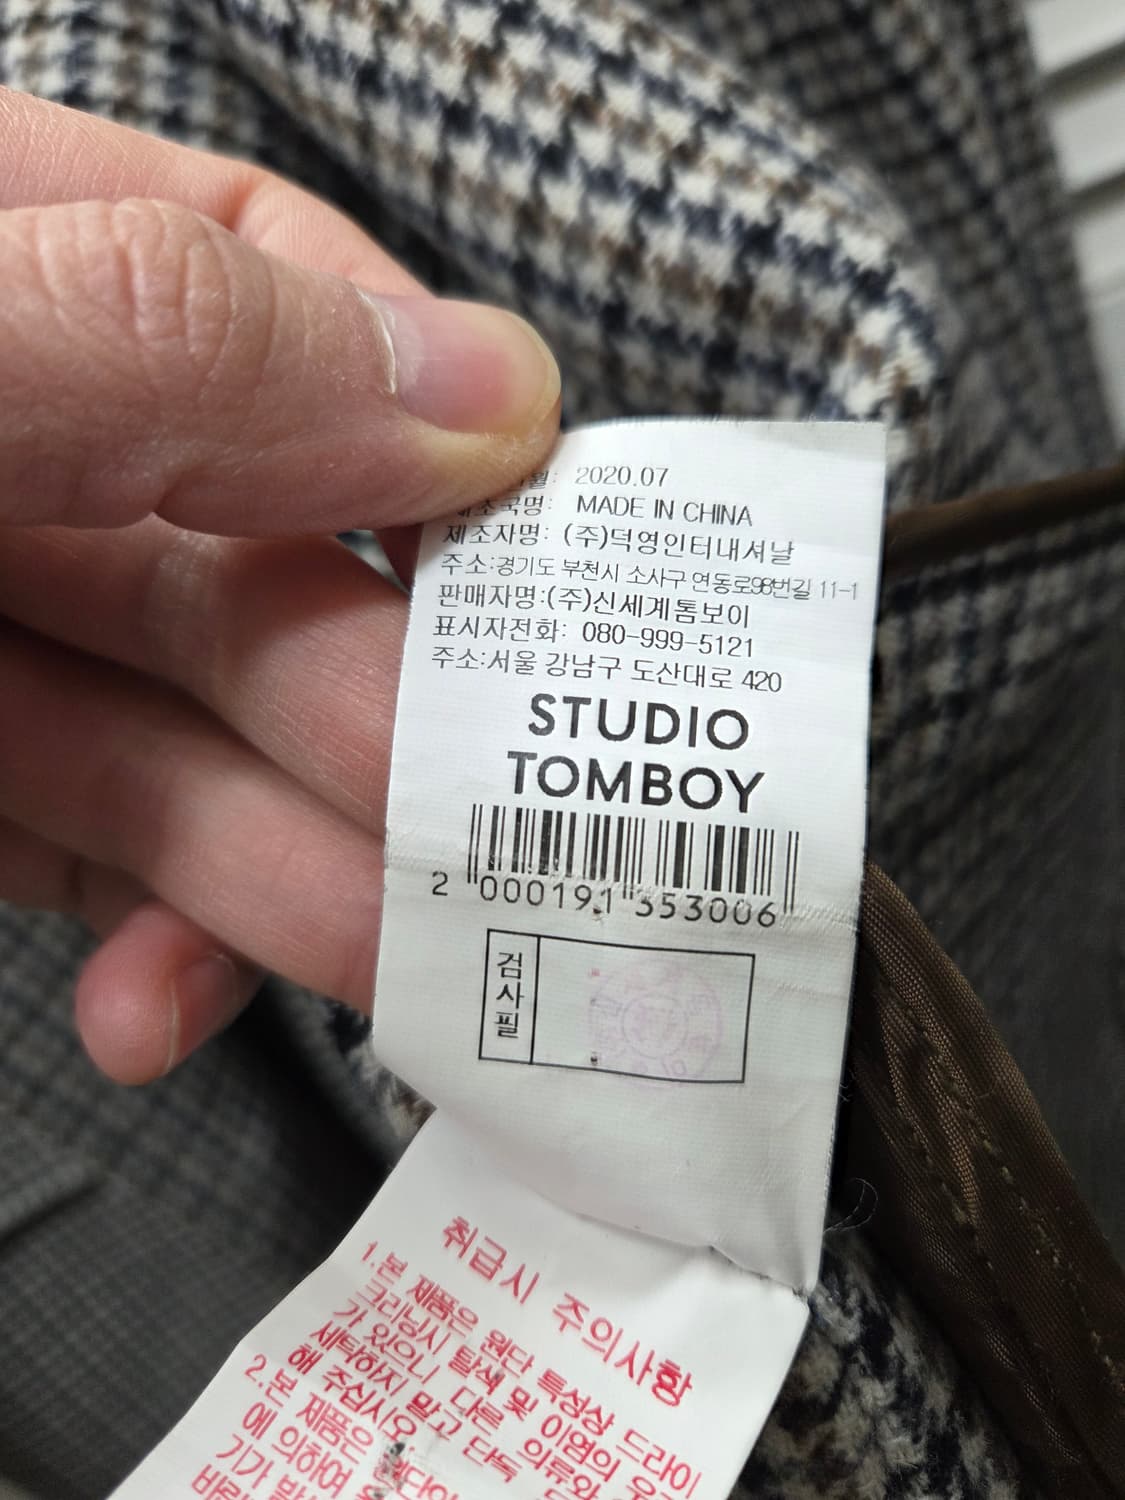 월: 2020.07
제조국명: MADE IN CHINA
제조자명: (주)덕영인터내셔날
주소:경기도 부천시 소사구 연동로98번길 11-1
판매자명:(주)신세계톰보이
표시자전화: 080-999-5121
주소:서울 강남구 도산대로 420
STUDIO
TOMBOY
2 000191 353006
검사필
취급시 주의사항
1.본 제품은 원단 특성상 드라이
크리닝시 탈색 및 이염의 우
가 있으니 다른 의류와
세탁하지 말고 단독
해 주십시오
2.본 제품은
에 의하여
기가